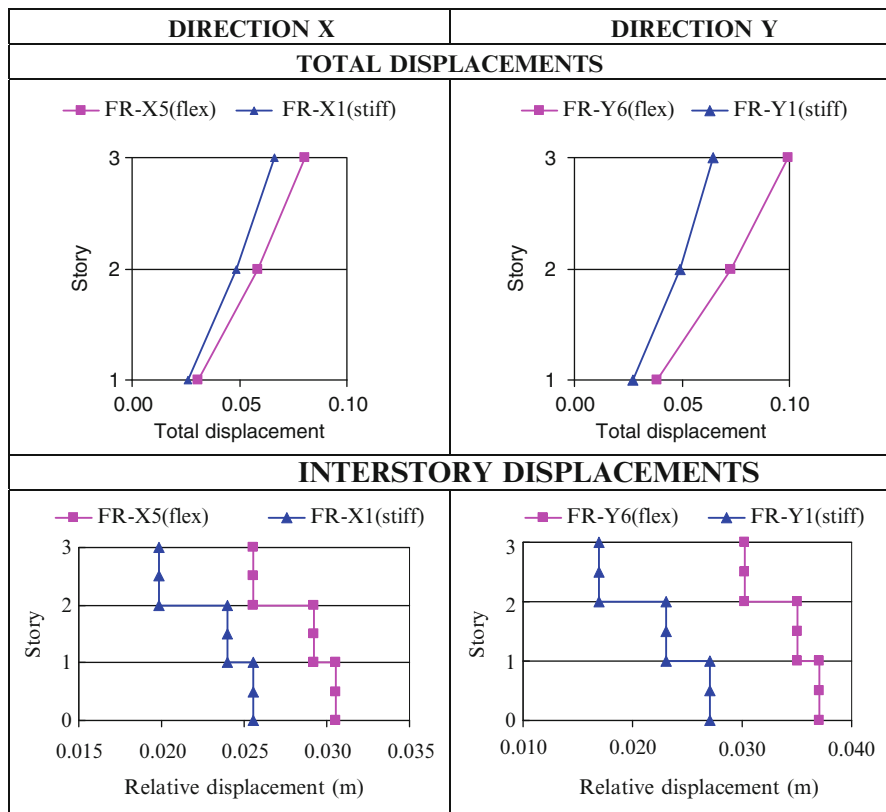 DIRECTION X
DIRECTION Y
TOTAL DISPLACEMENTS
FR-X5(flex) FR-X1(stiff)
3
2
1
Story
0.00 0.05 0.10
Total displacement
FR-Y6(flex) FR-Y1(stiff)
3
2
1
Story
0.00 0.05 0.10
Total displacement
INTERSTORY DISPLACEMENTS
FR-X5(flex) FR-X1(stiff)
3
2
1
0
Story
0.015 0.020 0.025 0.030 0.035
Relative displacement (m)
FR-Y6(flex) FR-Y1(stiff)
3
2
1
0
Story
0.010 0.020 0.030 0.040
Relative displacement (m)